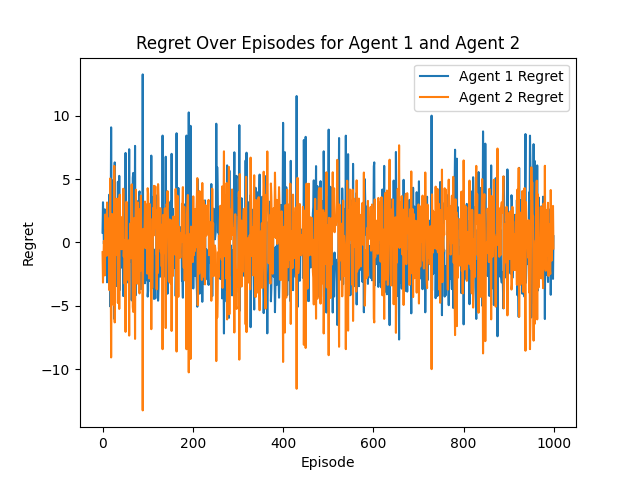 Regret Over Episodes for Agent 1 and Agent 2
Agent 1 Regret
Agent 2 Regret
10
5
0
−5
−10
Regret
0
200
400
600
800
1000
Episode